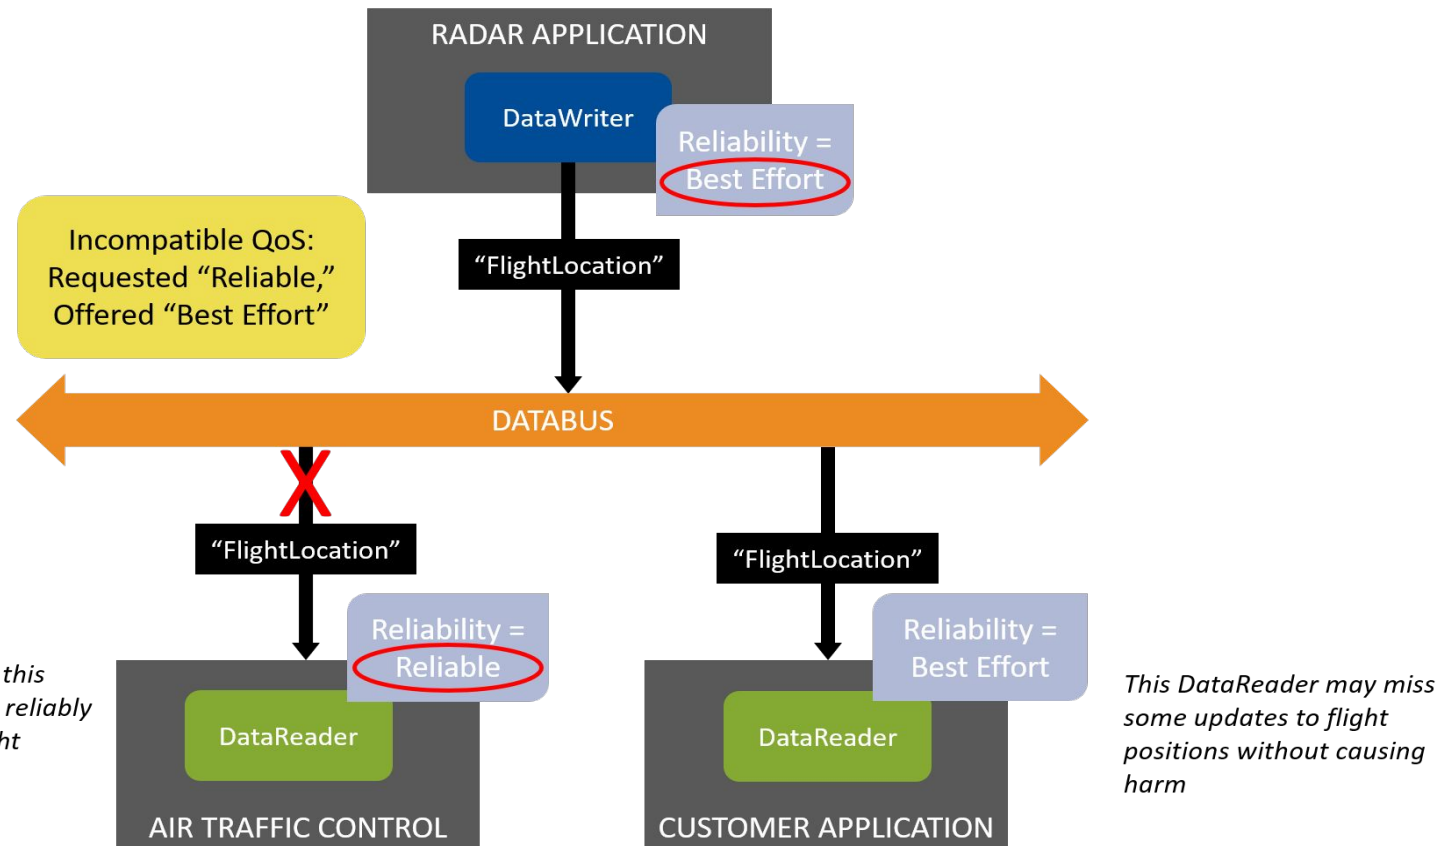 RADAR APPLICATION
DataWriter
Reliability =
Best Effort
Incompatible QoS:
Requested “Reliable,”
Offered “Best Effort”
“FlightLocation”
DATABUS
X
“FlightLocation”
“FlightLocation”
Reliability =
Reliable
Reliability =
Best Effort
this
reliably
DataReader
AIR TRAFFIC CONTROL
DataReader
CUSTOMER APPLICATION
This DataReader may miss
some updates to flight
positions without causing
harm